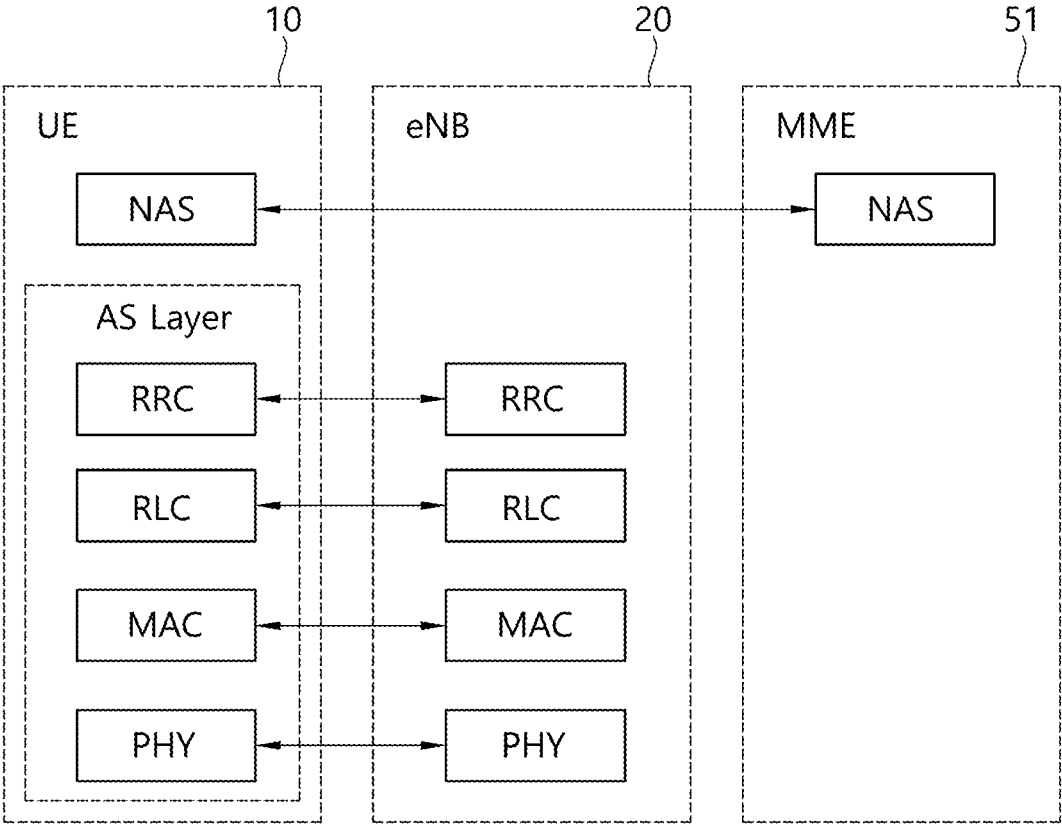 10 20 51
UE eNB MME
NAS NAS
AS Layer
RRC RRC
RLC RLC
MAC MAC
PHY PHY